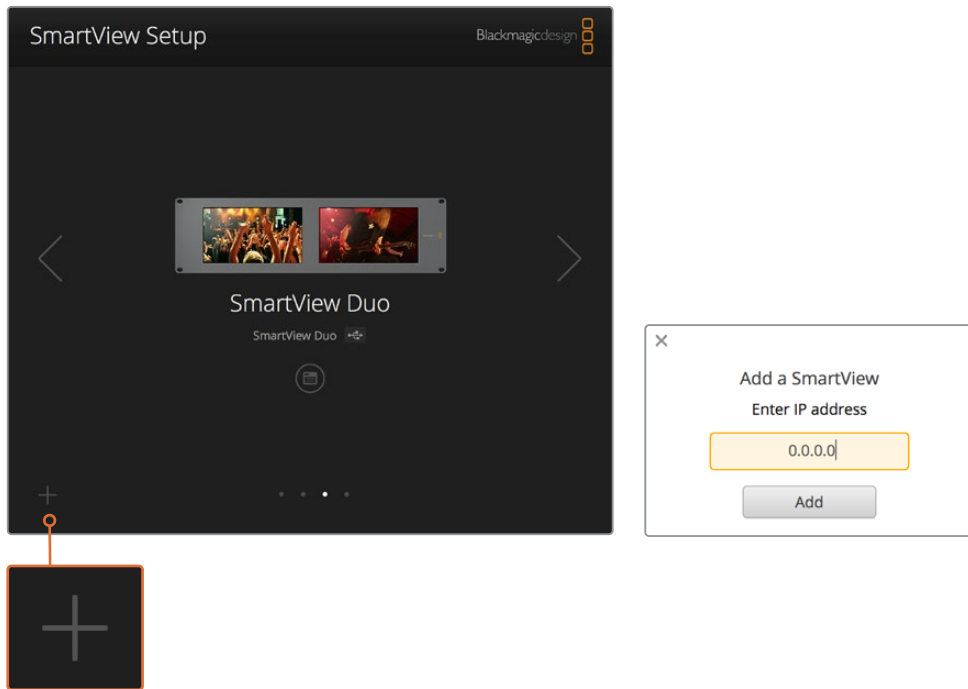 SmartView Setup
Blackmagicdesign
SmartView Duo
SmartView Duo
Add a SmartView
Enter IP address
0.0.0.0
Add